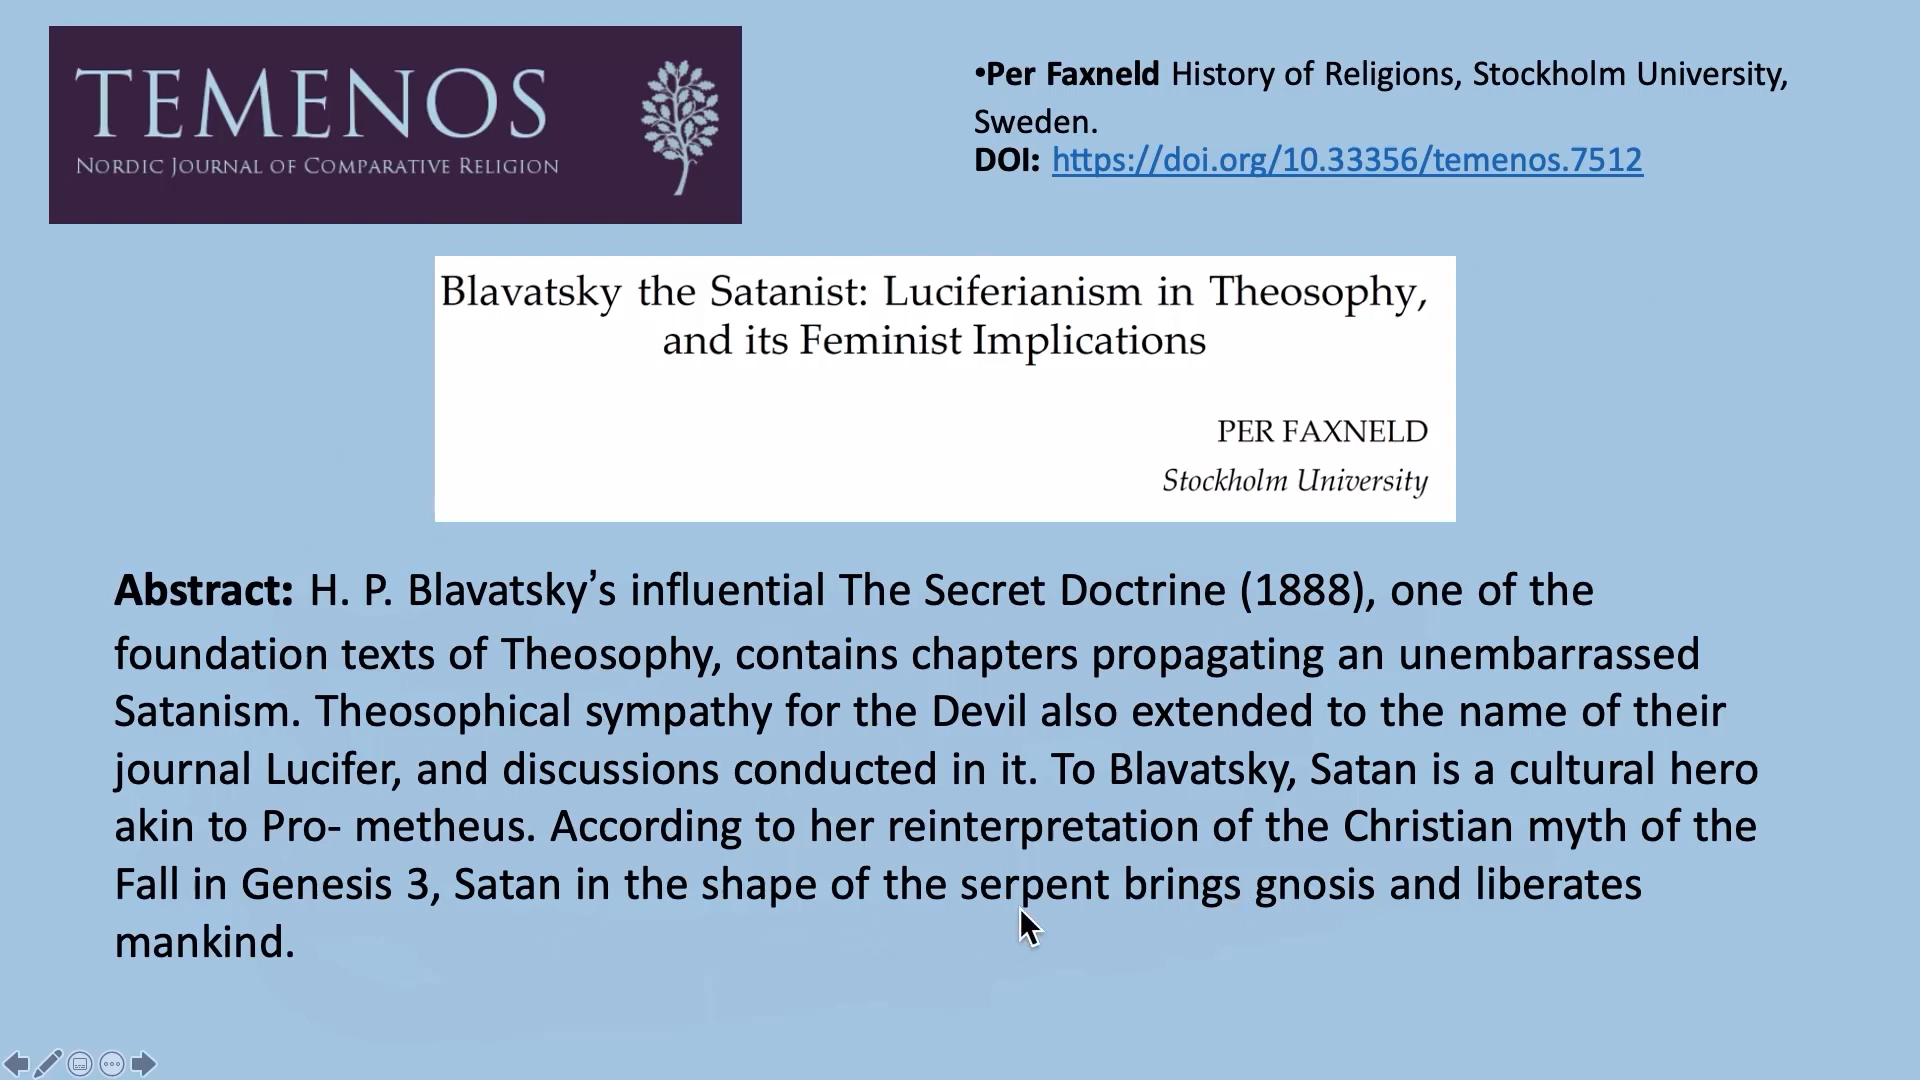 TEMENOS
NORDIC JOURNAL OF COMPARATIVE RELIGION
•Per Faxneld History of Religions, Stockholm University,
Sweden.
DOI: https://doi.org/10.33356/temenos.7512
Blavatsky the Satanist: Luciferianism in Theosophy,
and its Feminist Implications
PER FAXNELD
Stockholm University
Abstract: H. P. Blavatsky’s influential The Secret Doctrine (1888), one of the
foundation texts of Theosophy, contains chapters propagating an unembarrassed
Satanism. Theosophical sympathy for the Devil also extended to the name of their
journal Lucifer, and discussions conducted in it. To Blavatsky, Satan is a cultural hero
akin to Pro- metheus. According to her reinterpretation of the Christian myth of the
Fall in Genesis 3, Satan in the shape of the serpent brings gnosis and liberates
mankind.